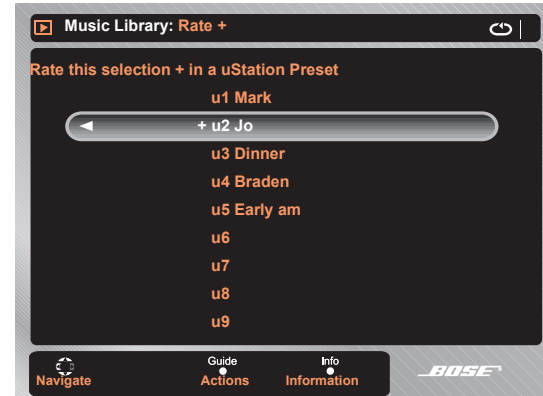 Music Library: Rate +
Rate this selection + in a uStation Preset
u1 Mark
+ u2 Jo
u3 Dinner
u4 Braden
u5 Early am
u6
u7
u8
u9
Navigate
Guide
Actions
Info
Information
BOSE